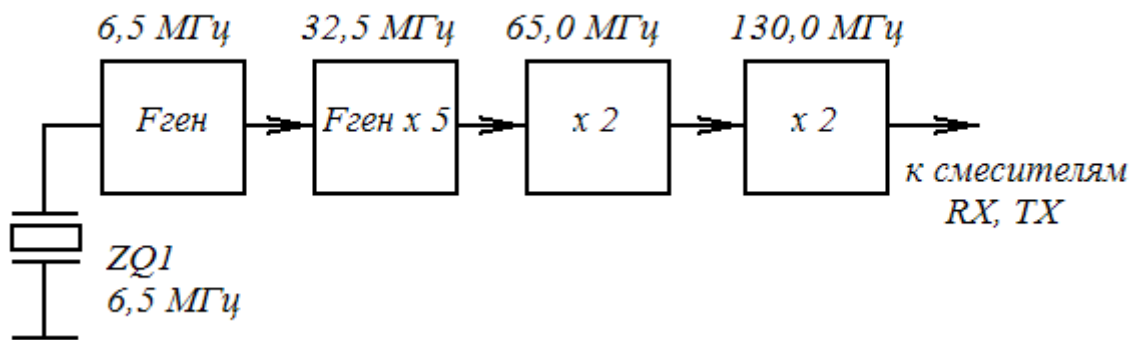 6,5 МГц 32,5 МГц 65,0 МГц 130,0 МГц
Fген Fген x 5 x 2 x 2
к смесителям
RX, TX
ZQ1
6,5 МГц